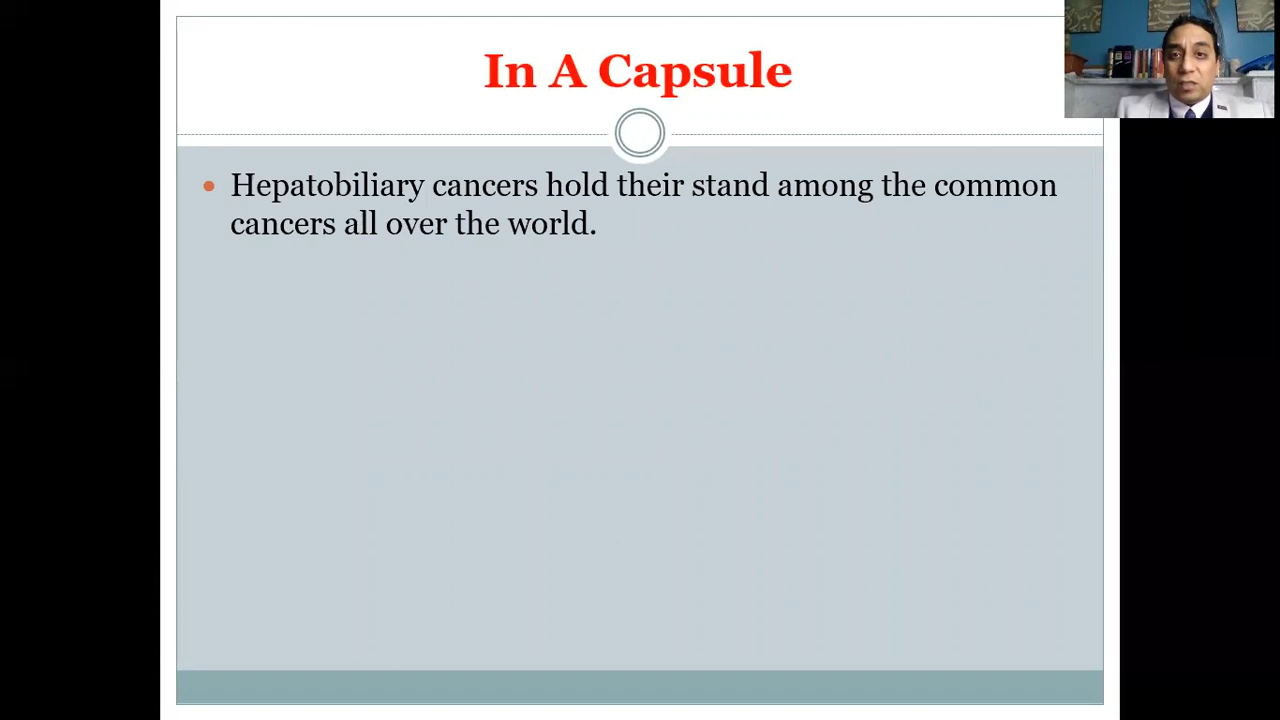 In A Capsule
• Hepatobiliary cancers hold their stand among the common
cancers all over the world.